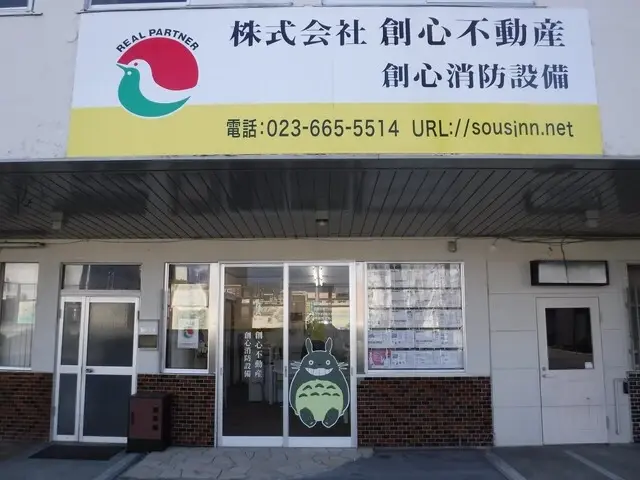 REAL PARTNER
株式会社 創心不動産
創心消防設備
電話:023-665-5514 URL://sousinn.net
創心不動産
創心消防設備